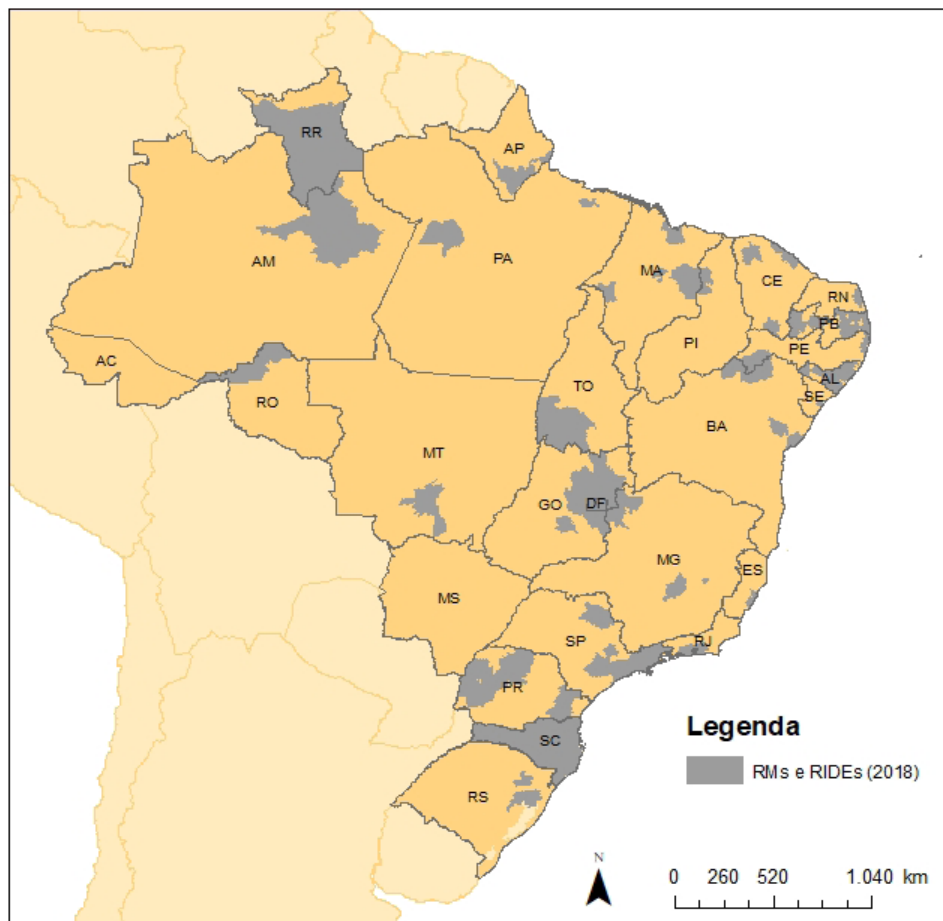 RR
AP
AM
PA
MA
CE
RN
PB
PI
PE
AC
TO
AL
SE
RO
BA
MT
GO
DF
MG
ES
MS
SP
RJ
PR
SC
RS
Legenda
RMs e RIDEs (2018)
N
0 260 520 1.040 km